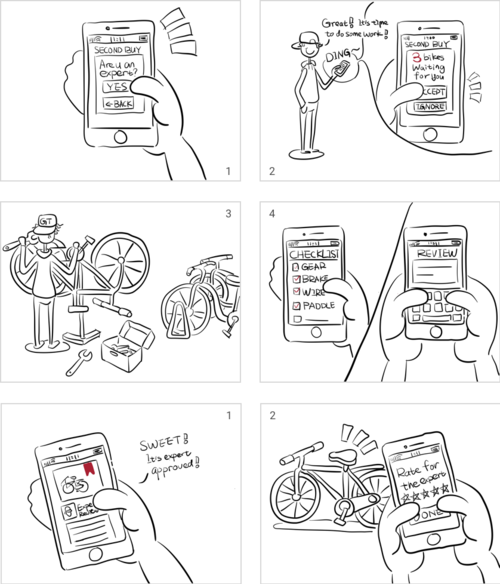 SECOND BUY
Are u an
expert?
YES
← BACK
1
Great! It's time
to do some work!
DING~
SECOND BUY
3 bikes
Waiting
for you
ACCEPT
IGNORE
2
GT
3
CHECKLIST
GEAR
BRAKE
WIRE
PADDLE
REVIEW
4
SWEET!
It's expert
approved!
1
Rate for
the expert
☆☆☆☆☆
DONE
2